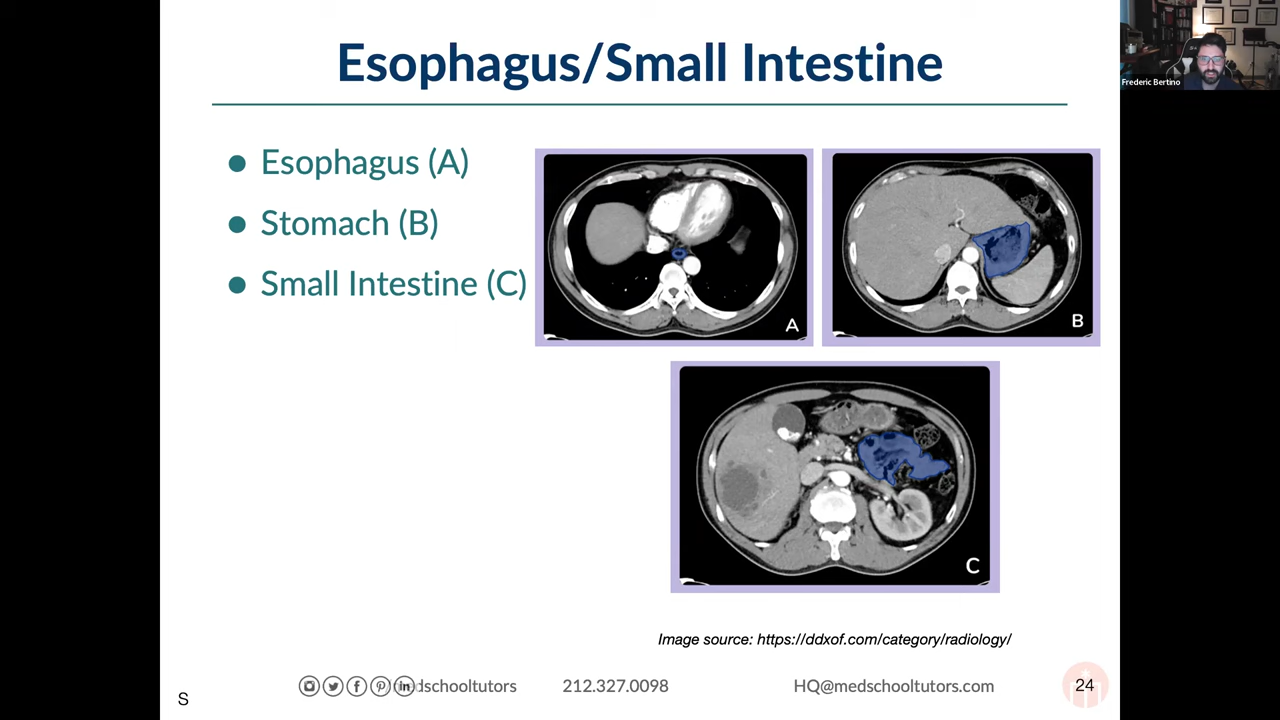 Esophagus/Small Intestine
Frederic Bertino
● Esophagus (A)
● Stomach (B)
● Small Intestine (C)
A
B
C
Image source: https://ddxof.com/category/radiology/
S
medschooltutors
212.327.0098
HQ@medschooltutors.com
24